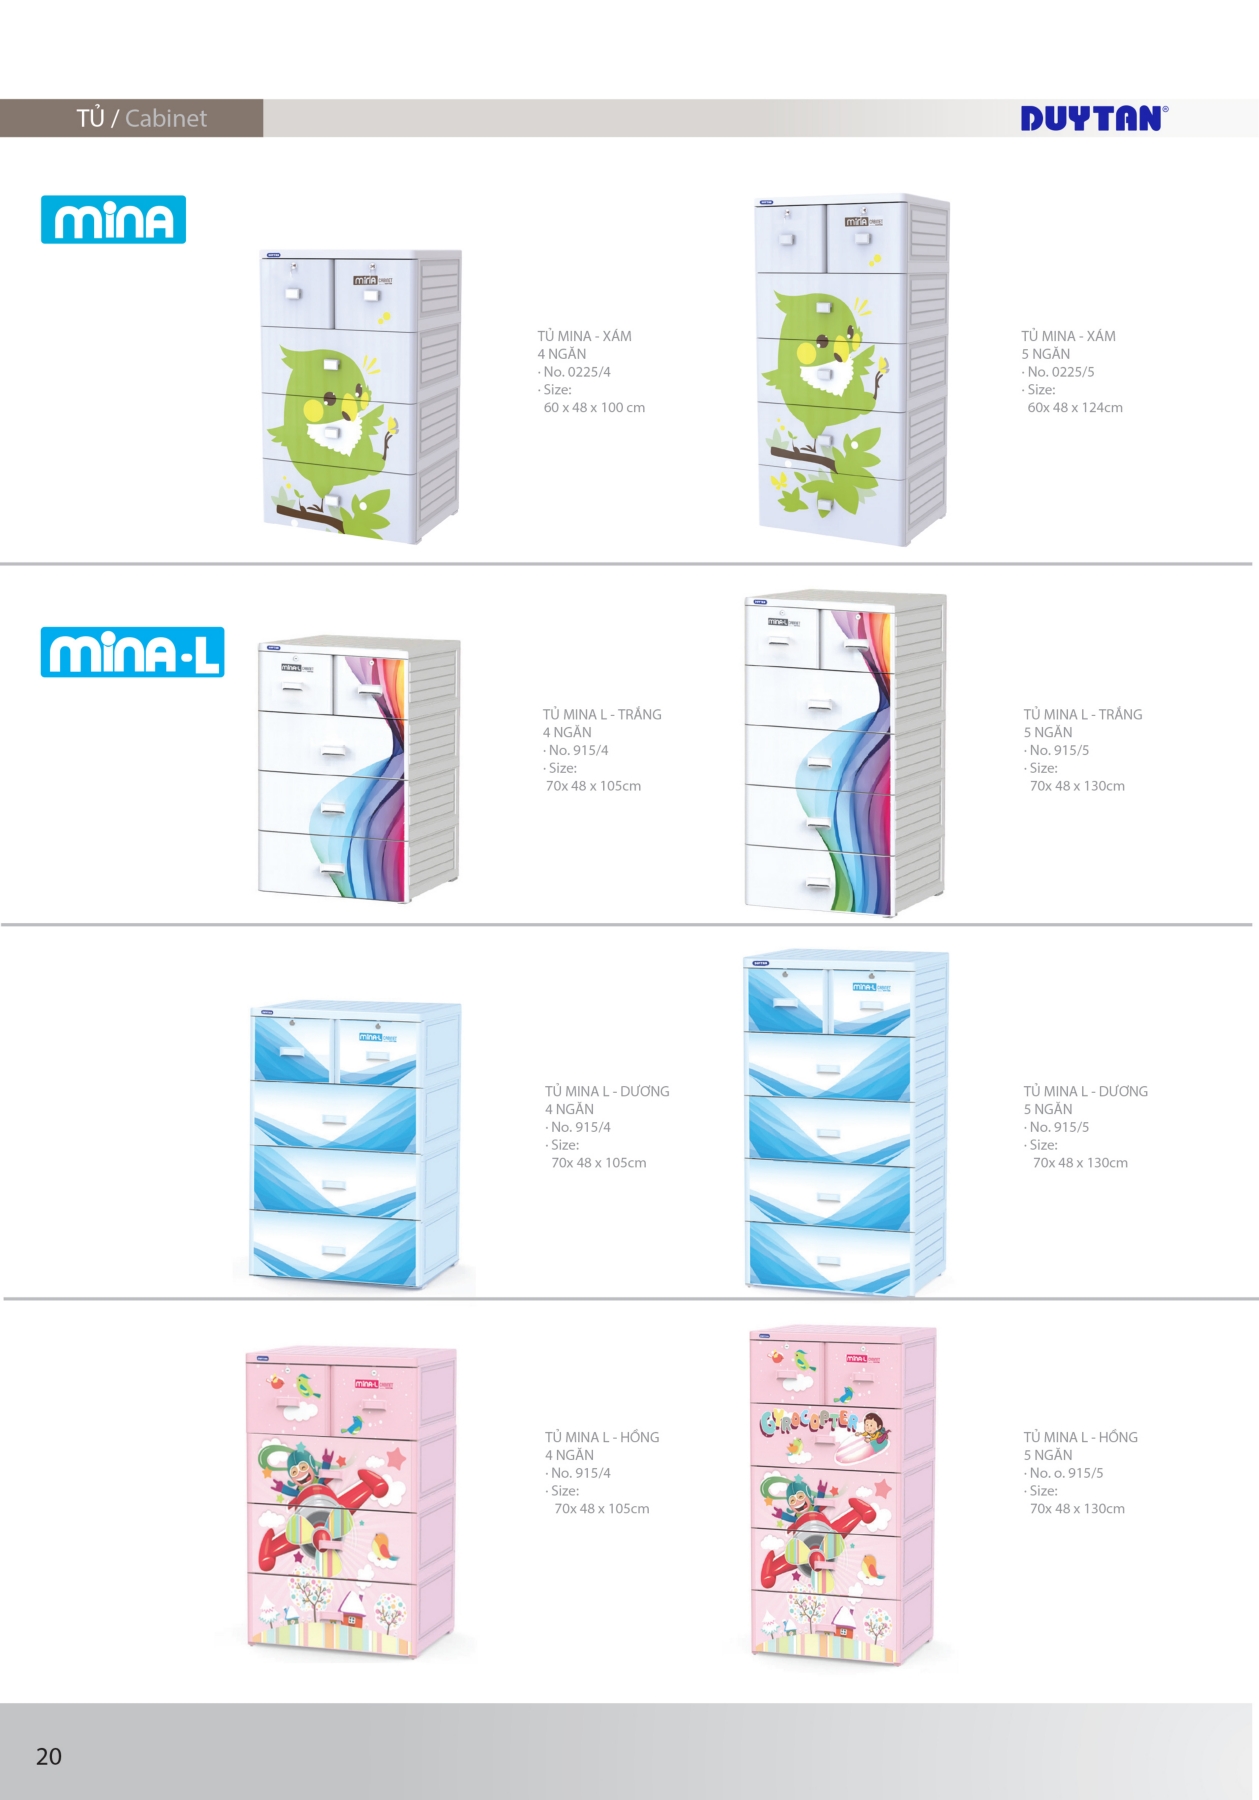 TỦ / Cabinet
DUYTAN®
mina
TỦ MINA - XÁM
4 NGĂN
· No. 0225/4
· Size:
60 x 48 x 100 cm
TỦ MINA - XÁM
5 NGĂN
· No. 0225/5
· Size:
60x 48 x 124cm
mina-L
TỦ MINA L - TRẮNG
4 NGĂN
· No. 915/4
· Size:
70x 48 x 105cm
TỦ MINA L - TRẮNG
5 NGĂN
· No. 915/5
· Size:
70x 48 x 130cm
TỦ MINA L - DƯƠNG
4 NGĂN
· No. 915/4
· Size:
70x 48 x 105cm
TỦ MINA L - DƯƠNG
5 NGĂN
· No. 915/5
· Size:
70x 48 x 130cm
TỦ MINA L - HỒNG
4 NGĂN
· No. 915/4
· Size:
70x 48 x 105cm
GYROCOPTER
TỦ MINA L - HỒNG
5 NGĂN
· No. o. 915/5
· Size:
70x 48 x 130cm
20